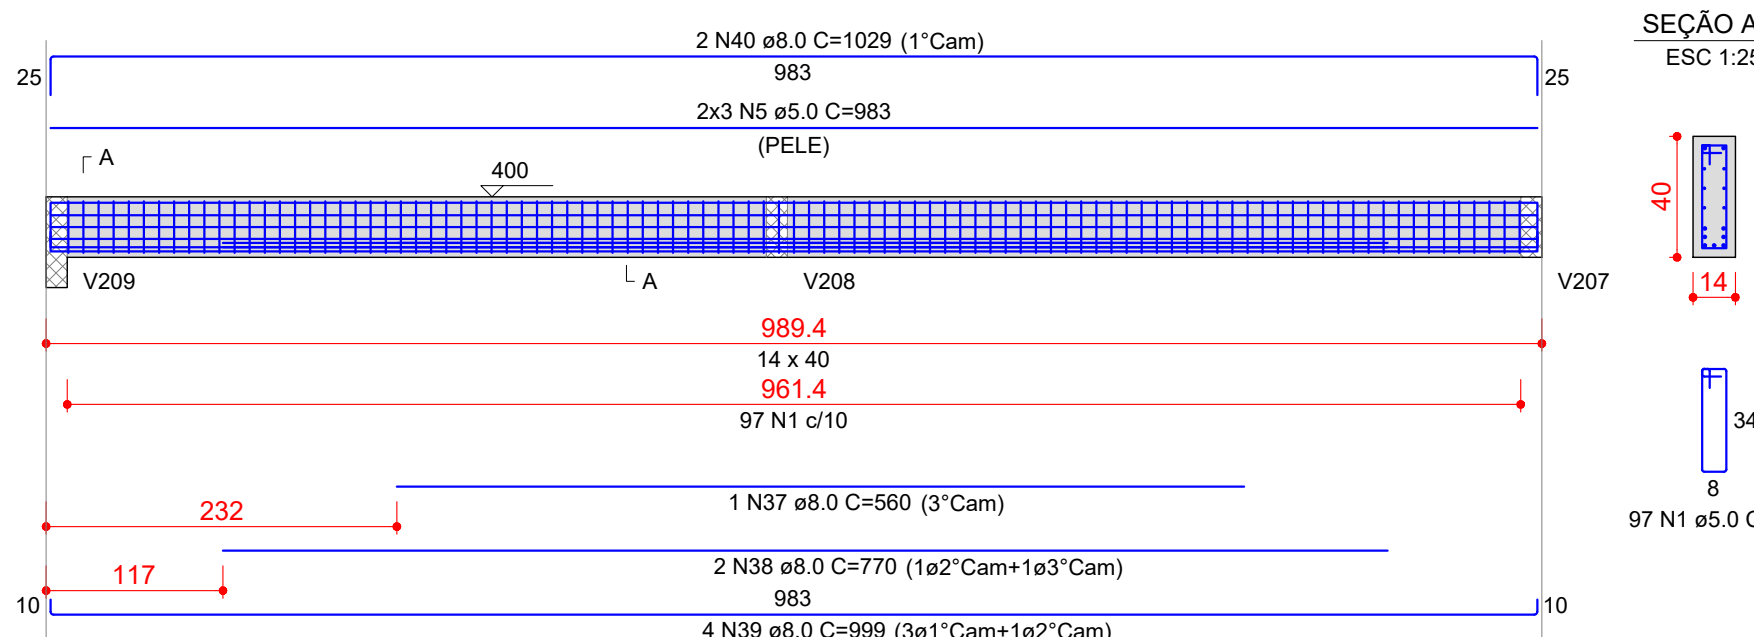 SEÇÃO A
ESC 1:25
2 N40 ø8.0 C=1029 (1°Cam)
25
983
25
2x3 N5 ø5.0 C=983
(PELE)
A
400
40
A
V209
V208
V207
14
989.4
14 x 40
961.4
97 N1 c/10
34
8
97 N1 ø5.0 C
1 N37 ø8.0 C=560 (3°Cam)
232
2 N38 ø8.0 C=770 (1ø2°Cam+1ø3°Cam)
117
983
10
10
4 N39 ø8.0 C=999 (3ø1°Cam+1ø2°Cam)